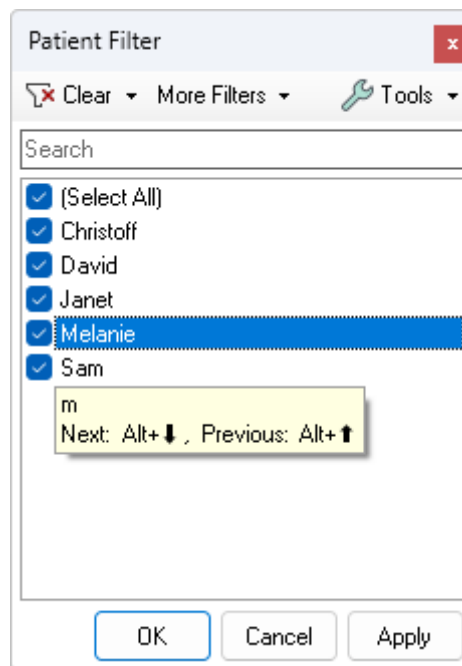 Patient Filter
x
Clear More Filters Tools
Search
(Select All)
Christoff
David
Janet
Melanie
Sam
m
Next: Alt+⬇ , Previous: Alt+⬆
OK Cancel Apply